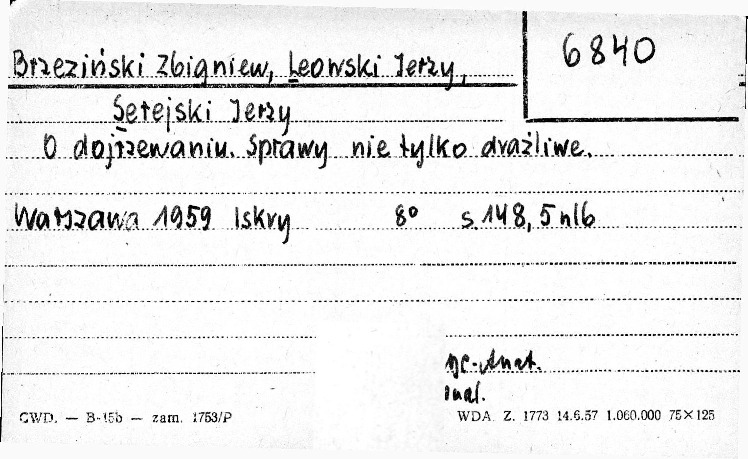 6840
Brzeziński Zbigniew, Leowski Jerzy,
Serejski Jerzy
O dojrzewaniu. Sprawy nie tylko drażliwe.
Warszawa 1959 Iskry 8° s. 148, 5 nlb
inal.
CWD. — B-15b — zam. 1753/P
WDA. Z. 1773 14.6.57 1.060.000 75×125